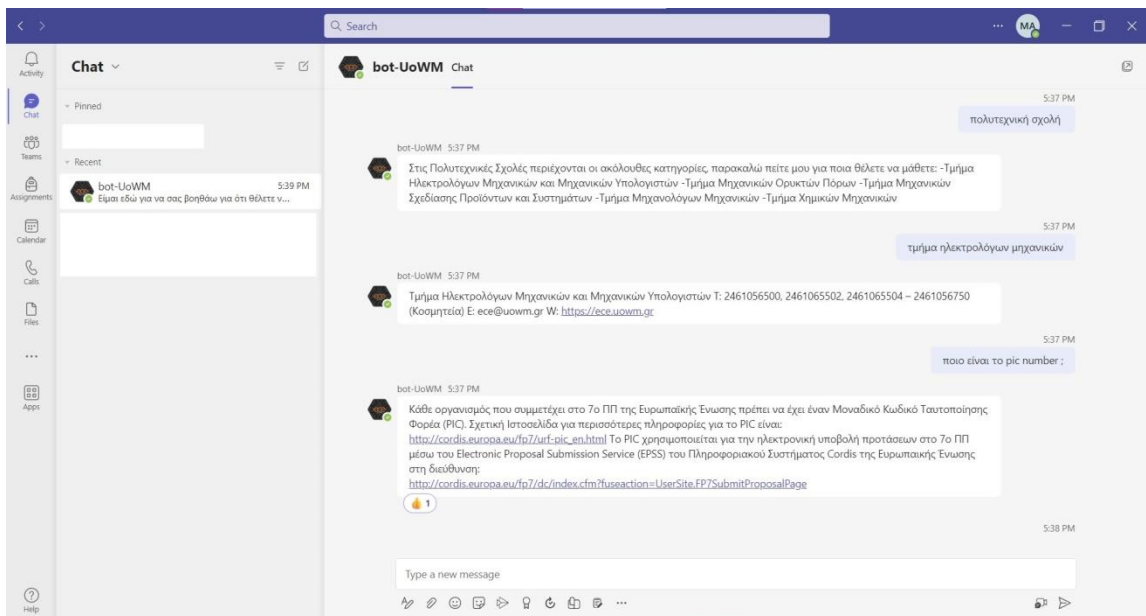 Search
MA
Activity
Chat
Teams
Assignments
Calendar
Calls
Files
Apps
Help
Chat
Pinned
Recent
bot-UoWM 5:39 PM
Είμαι εδώ για να σας βοηθάω για ότι θέλετε ν...
bot-UoWM Chat
5:37 PM
πολυτεχνική σχολή
bot-UoWM 5:37 PM
Στις Πολυτεχνικές Σχολές περιέχονται οι ακόλουθες κατηγορίες, παρακαλώ πείτε μου για ποια θέλετε να μάθετε: -Τμήμα
Ηλεκτρολόγων Μηχανικών και Μηχανικών Υπολογιστών -Τμήμα Μηχανικών Ορυκτών Πόρων -Τμήμα Μηχανικών
Σχεδίασης Προϊόντων και Συστημάτων -Τμήμα Μηχανολόγων Μηχανικών -Τμήμα Χημικών Μηχανικών
5:37 PM
τμήμα ηλεκτρολόγων μηχανικών
bot-UoWM 5:37 PM
Τμήμα Ηλεκτρολόγων Μηχανικών και Μηχανικών Υπολογιστών Τ: 2461056500, 2461065502, 2461065504 – 2461056750
(Κοσμητεία) E: ece@uowm.gr W: https://ece.uowm.gr
5:37 PM
ποιο είναι το pic number ;
bot-UoWM 5:37 PM
Κάθε οργανισμός που συμμετέχει στο 7ο ΠΠ της Ευρωπαϊκής Ένωσης πρέπει να έχει έναν Μοναδικό Κωδικό Ταυτοποίησης
Φορέα (PIC). Σχετική Ιστοσελίδα για περισσότερες πληροφορίες για το PIC είναι:
http://cordis.europa.eu/fp7/urf-pic_en.html Το PIC χρησιμοποιείται για την ηλεκτρονική υποβολή προτάσεων στο 7ο ΠΠ
μέσω του Electronic Proposal Submission Service (EPSS) του Πληροφοριακού Συστήματος Cordis της Ευρωπαικής Ένωσης
στη διεύθυνση:
http://cordis.europa.eu/fp7/dc/index.cfm?fuseaction=UserSite.FP7SubmitProposalPage
1
5:38 PM
Type a new message